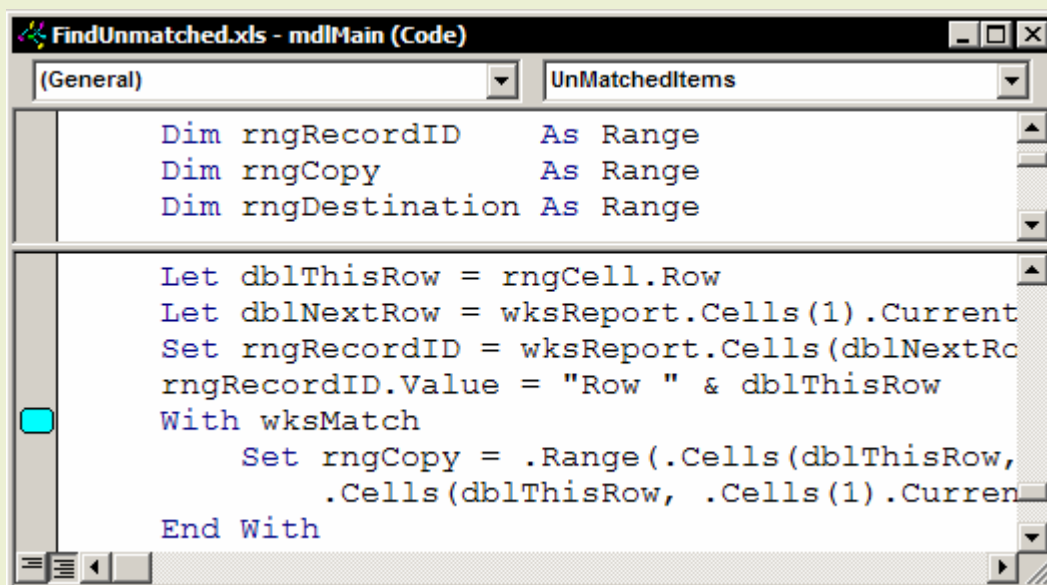 FindUnmatched.xls - mdlMain (Code)
(General) UnMatchedItems
Dim rngRecordID As Range
Dim rngCopy As Range
Dim rngDestination As Range
Let dblThisRow = rngCell.Row
Let dblNextRow = wksReport.Cells(1).Current
Set rngRecordID = wksReport.Cells(dblNextRo
rngRecordID.Value = "Row " & dblThisRow
With wksMatch
Set rngCopy = .Range(.Cells(dblThisRow,
.Cells(dblThisRow, .Cells(1).Curren
End With